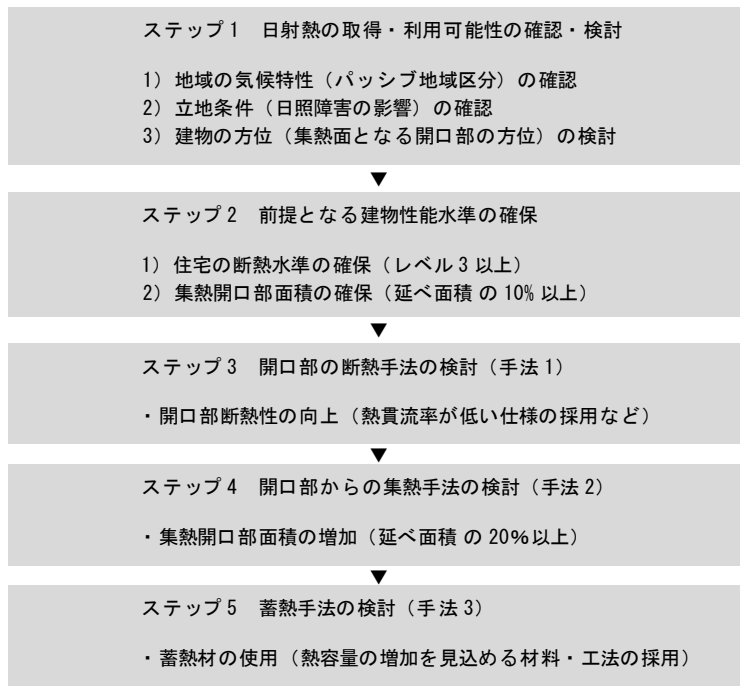 ステップ1　日射熱の取得・利用可能性の確認・検討
1）地域の気候特性（パッシブ地域区分）の確認
2）立地条件（日照障害の影響）の確認
3）建物の方位（集熱面となる開口部の方位）の検討
▼
ステップ2　前提となる建物性能水準の確保
1）住宅の断熱水準の確保（レベル3以上）
2）集熱開口部面積の確保（延べ面積 の 10% 以上）
▼
ステップ3　開口部の断熱手法の検討（手法1）
・開口部断熱性の向上（熱貫流率が低い仕様の採用など）
▼
ステップ4　開口部からの集熱手法の検討（手法2）
・集熱開口部面積の増加（延べ面積 の 20％以上）
▼
ステップ5　蓄熱手法の検討（手法3）
・蓄熱材の使用（熱容量の増加を見込める材料・工法の採用）